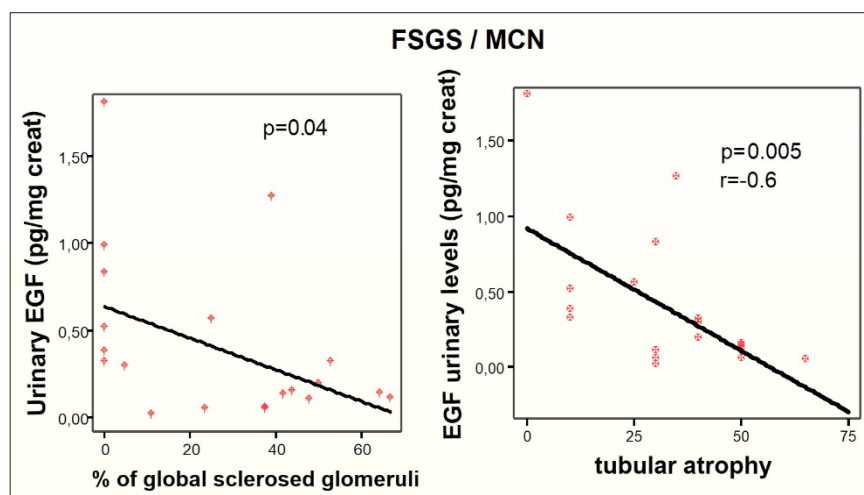 FSGS / MCN
Urinary EGF (pg/mg creat)
1,50
1,00
0,50
0,00
p=0.04
0
20
40
60
% of global sclerosed glomeruli
EGF urinary levels (pg/mg creat)
1,50
1,00
0,50
0,00
p=0.005
r=-0.6
0
25
50
75
tubular atrophy